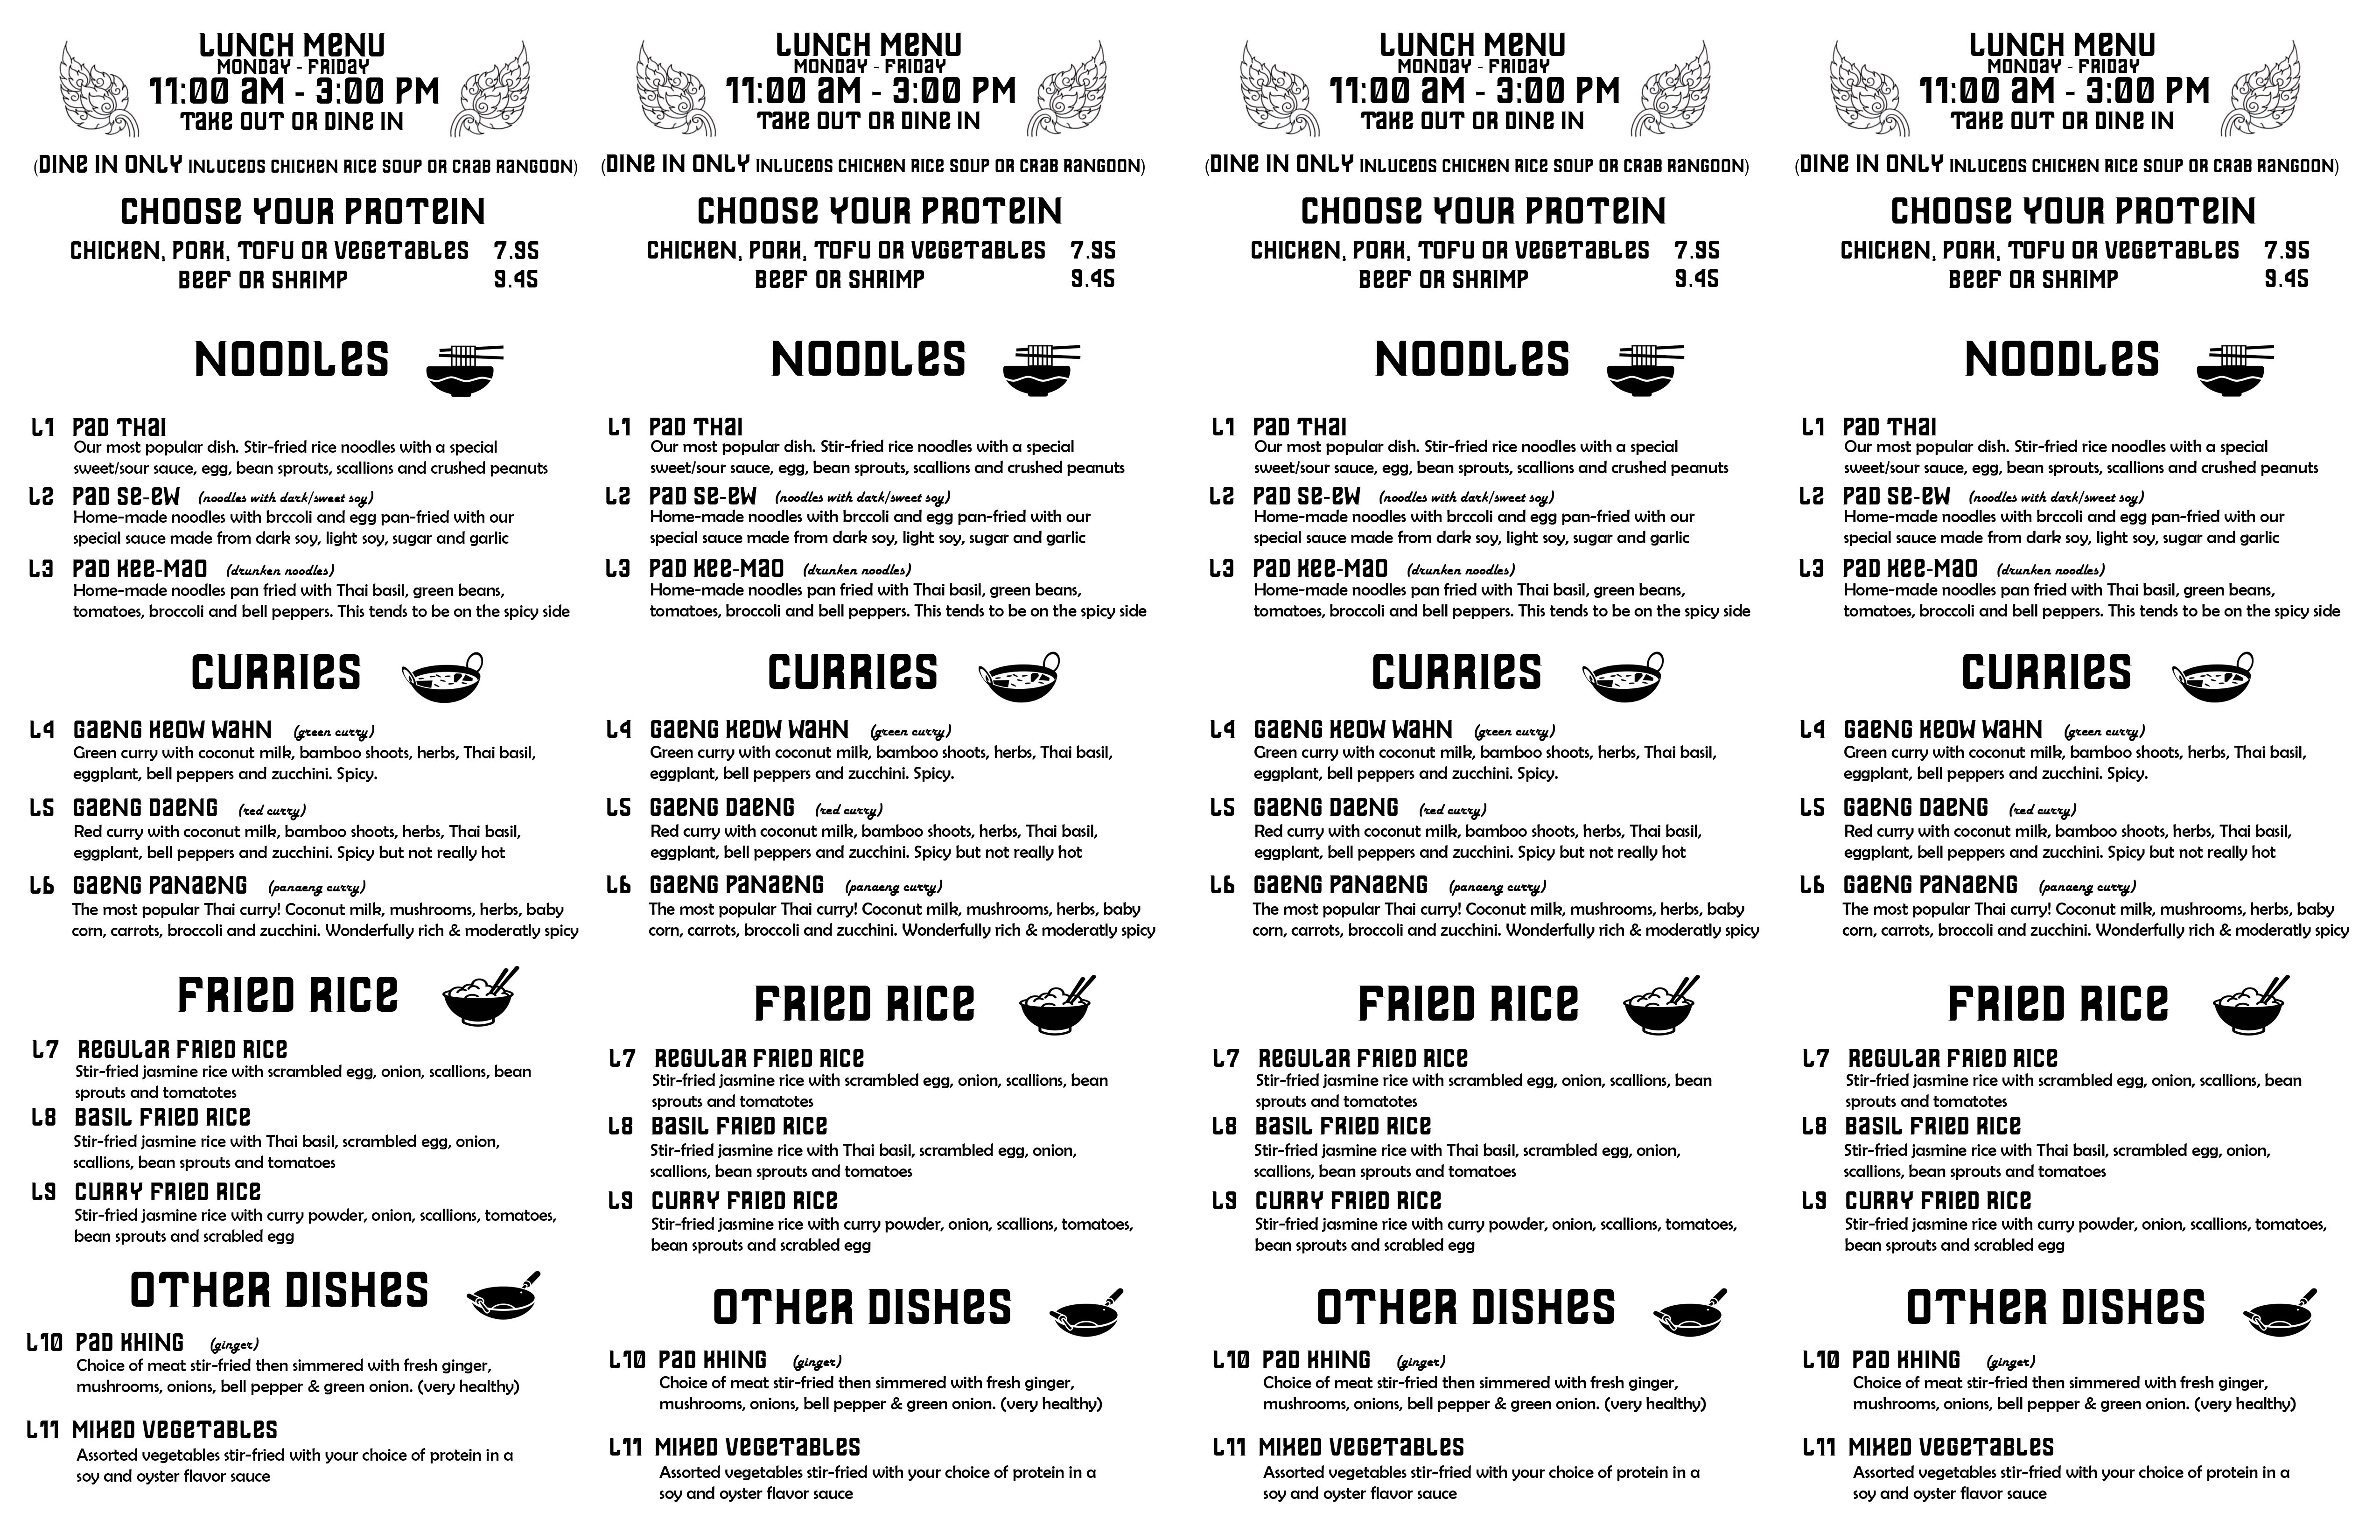 LUNCH MENU
MONDAY - FRIDAY
11:00 AM - 3:00 PM
TAKE OUT OR DINE IN
(DINE IN ONLY INLUCEDS CHICKEN RICE SOUP OR CRAB RANGOON)
CHOOSE YOUR PROTEIN
CHICKEN, PORK, TOFU OR VEGETABLES 7.95
BEEF OR SHRIMP 9.45
NOODLES
L1 PAD THAI
Our most popular dish. Stir-fried rice noodles with a special
sweet/sour sauce, egg, bean sprouts, scallions and crushed peanuts
L2 PAD SE-EW (noodles with dark/sweet soy)
Home-made noodles with brccoli and egg pan-fried with our
special sauce made from dark soy, light soy, sugar and garlic
L3 PAD KEE-MAO (drunken noodles)
Home-made noodles pan fried with Thai basil, green beans,
tomatoes, broccoli and bell peppers. This tends to be on the spicy side
CURRIES
L4 GAENG KEOW WAHN (green curry)
Green curry with coconut milk, bamboo shoots, herbs, Thai basil,
eggplant, bell peppers and zucchini. Spicy.
L5 GAENG DAENG (red curry)
Red curry with coconut milk, bamboo shoots, herbs, Thai basil,
eggplant, bell peppers and zucchini. Spicy but not really hot
L6 GAENG PANAENG (panaeng curry)
The most popular Thai curry! Coconut milk, mushrooms, herbs, baby
corn, carrots, broccoli and zucchini. Wonderfully rich & moderatly spicy
FRIED RICE
L7 REGULAR FRIED RICE
Stir-fried jasmine rice with scrambled egg, onion, scallions, bean
sprouts and tomatotes
L8 BASIL FRIED RICE
Stir-fried jasmine rice with Thai basil, scrambled egg, onion,
scallions, bean sprouts and tomatoes
L9 CURRY FRIED RICE
Stir-fried jasmine rice with curry powder, onion, scallions, tomatoes,
bean sprouts and scrabled egg
OTHER DISHES
L10 PAD KHING (ginger)
Choice of meat stir-fried then simmered with fresh ginger,
mushrooms, onions, bell pepper & green onion. (very healthy)
L11 MIXED VEGETABLES
Assorted vegetables stir-fried with your choice of protein in a
soy and oyster flavor sauce
LUNCH MENU
MONDAY - FRIDAY
11:00 AM - 3:00 PM
TAKE OUT OR DINE IN
(DINE IN ONLY INLUCEDS CHICKEN RICE SOUP OR CRAB RANGOON)
CHOOSE YOUR PROTEIN
CHICKEN, PORK, TOFU OR VEGETABLES 7.95
BEEF OR SHRIMP 9.45
NOODLES
L1 PAD THAI
Our most popular dish. Stir-fried rice noodles with a special
sweet/sour sauce, egg, bean sprouts, scallions and crushed peanuts
L2 PAD SE-EW (noodles with dark/sweet soy)
Home-made noodles with brccoli and egg pan-fried with our
special sauce made from dark soy, light soy, sugar and garlic
L3 PAD KEE-MAO (drunken noodles)
Home-made noodles pan fried with Thai basil, green beans,
tomatoes, broccoli and bell peppers. This tends to be on the spicy side
CURRIES
L4 GAENG KEOW WAHN (green curry)
Green curry with coconut milk, bamboo shoots, herbs, Thai basil,
eggplant, bell peppers and zucchini. Spicy.
L5 GAENG DAENG (red curry)
Red curry with coconut milk, bamboo shoots, herbs, Thai basil,
eggplant, bell peppers and zucchini. Spicy but not really hot
L6 GAENG PANAENG (panaeng curry)
The most popular Thai curry! Coconut milk, mushrooms, herbs, baby
corn, carrots, broccoli and zucchini. Wonderfully rich & moderatly spicy
FRIED RICE
L7 REGULAR FRIED RICE
Stir-fried jasmine rice with scrambled egg, onion, scallions, bean
sprouts and tomatotes
L8 BASIL FRIED RICE
Stir-fried jasmine rice with Thai basil, scrambled egg, onion,
scallions, bean sprouts and tomatoes
L9 CURRY FRIED RICE
Stir-fried jasmine rice with curry powder, onion, scallions, tomatoes,
bean sprouts and scrabled egg
OTHER DISHES
L10 PAD KHING (ginger)
Choice of meat stir-fried then simmered with fresh ginger,
mushrooms, onions, bell pepper & green onion. (very healthy)
L11 MIXED VEGETABLES
Assorted vegetables stir-fried with your choice of protein in a
soy and oyster flavor sauce
LUNCH MENU
MONDAY - FRIDAY
11:00 AM - 3:00 PM
TAKE OUT OR DINE IN
(DINE IN ONLY INLUCEDS CHICKEN RICE SOUP OR CRAB RANGOON)
CHOOSE YOUR PROTEIN
CHICKEN, PORK, TOFU OR VEGETABLES 7.95
BEEF OR SHRIMP 9.45
NOODLES
L1 PAD THAI
Our most popular dish. Stir-fried rice noodles with a special
sweet/sour sauce, egg, bean sprouts, scallions and crushed peanuts
L2 PAD SE-EW (noodles with dark/sweet soy)
Home-made noodles with brccoli and egg pan-fried with our
special sauce made from dark soy, light soy, sugar and garlic
L3 PAD KEE-MAO (drunken noodles)
Home-made noodles pan fried with Thai basil, green beans,
tomatoes, broccoli and bell peppers. This tends to be on the spicy side
CURRIES
L4 GAENG KEOW WAHN (green curry)
Green curry with coconut milk, bamboo shoots, herbs, Thai basil,
eggplant, bell peppers and zucchini. Spicy.
L5 GAENG DAENG (red curry)
Red curry with coconut milk, bamboo shoots, herbs, Thai basil,
eggplant, bell peppers and zucchini. Spicy but not really hot
L6 GAENG PANAENG (panaeng curry)
The most popular Thai curry! Coconut milk, mushrooms, herbs, baby
corn, carrots, broccoli and zucchini. Wonderfully rich & moderatly spicy
FRIED RICE
L7 REGULAR FRIED RICE
Stir-fried jasmine rice with scrambled egg, onion, scallions, bean
sprouts and tomatotes
L8 BASIL FRIED RICE
Stir-fried jasmine rice with Thai basil, scrambled egg, onion,
scallions, bean sprouts and tomatoes
L9 CURRY FRIED RICE
Stir-fried jasmine rice with curry powder, onion, scallions, tomatoes,
bean sprouts and scrabled egg
OTHER DISHES
L10 PAD KHING (ginger)
Choice of meat stir-fried then simmered with fresh ginger,
mushrooms, onions, bell pepper & green onion. (very healthy)
L11 MIXED VEGETABLES
Assorted vegetables stir-fried with your choice of protein in a
soy and oyster flavor sauce
LUNCH MENU
MONDAY - FRIDAY
11:00 AM - 3:00 PM
TAKE OUT OR DINE IN
(DINE IN ONLY INLUCEDS CHICKEN RICE SOUP OR CRAB RANGOON)
CHOOSE YOUR PROTEIN
CHICKEN, PORK, TOFU OR VEGETABLES 7.95
BEEF OR SHRIMP 9.45
NOODLES
L1 PAD THAI
Our most popular dish. Stir-fried rice noodles with a special
sweet/sour sauce, egg, bean sprouts, scallions and crushed peanuts
L2 PAD SE-EW (noodles with dark/sweet soy)
Home-made noodles with brccoli and egg pan-fried with our
special sauce made from dark soy, light soy, sugar and garlic
L3 PAD KEE-MAO (drunken noodles)
Home-made noodles pan fried with Thai basil, green beans,
tomatoes, broccoli and bell peppers. This tends to be on the spicy side
CURRIES
L4 GAENG KEOW WAHN (green curry)
Green curry with coconut milk, bamboo shoots, herbs, Thai basil,
eggplant, bell peppers and zucchini. Spicy.
L5 GAENG DAENG (red curry)
Red curry with coconut milk, bamboo shoots, herbs, Thai basil,
eggplant, bell peppers and zucchini. Spicy but not really hot
L6 GAENG PANAENG (panaeng curry)
The most popular Thai curry! Coconut milk, mushrooms, herbs, baby
corn, carrots, broccoli and zucchini. Wonderfully rich & moderatly spicy
FRIED RICE
L7 REGULAR FRIED RICE
Stir-fried jasmine rice with scrambled egg, onion, scallions, bean
sprouts and tomatotes
L8 BASIL FRIED RICE
Stir-fried jasmine rice with Thai basil, scrambled egg, onion,
scallions, bean sprouts and tomatoes
L9 CURRY FRIED RICE
Stir-fried jasmine rice with curry powder, onion, scallions, tomatoes,
bean sprouts and scrabled egg
OTHER DISHES
L10 PAD KHING (ginger)
Choice of meat stir-fried then simmered with fresh ginger,
mushrooms, onions, bell pepper & green onion. (very healthy)
L11 MIXED VEGETABLES
Assorted vegetables stir-fried with your choice of protein in a
soy and oyster flavor sauce